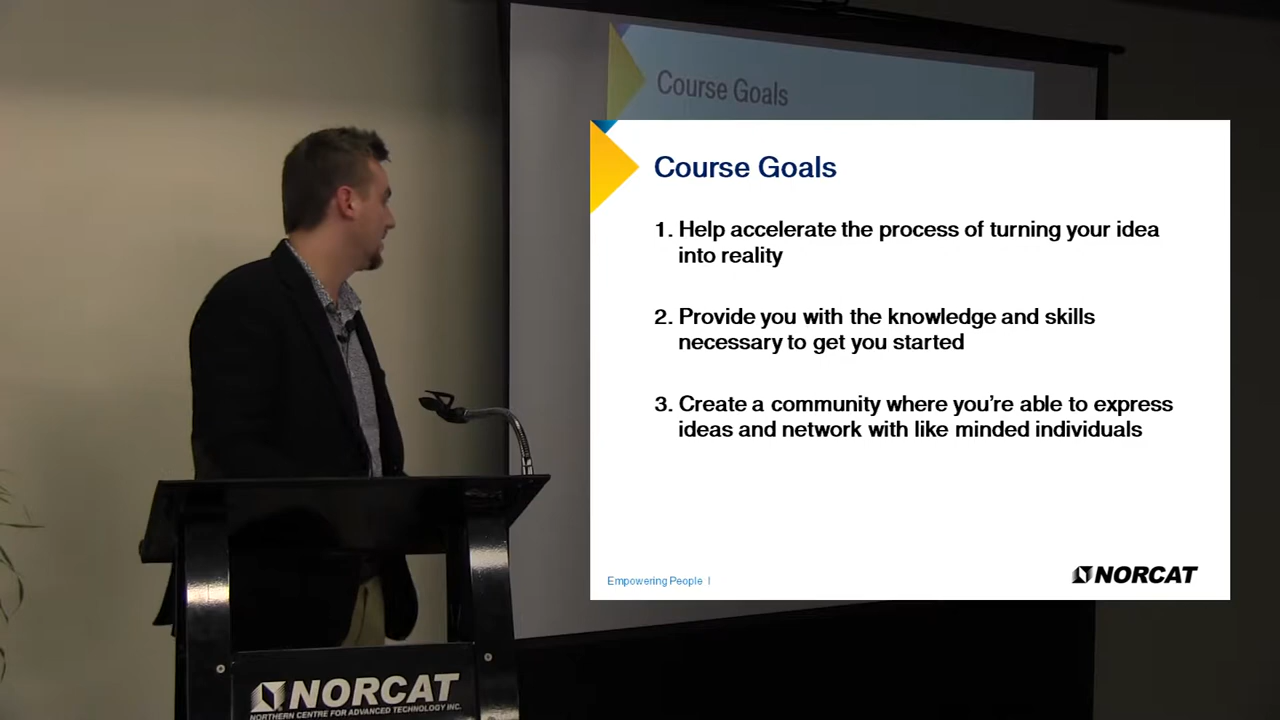 Course Goals
Course Goals
1. Help accelerate the process of turning your idea
into reality
2. Provide you with the knowledge and skills
necessary to get you started
3. Create a community where you’re able to express
ideas and network with like minded individuals
Empowering People |
NORCAT
NORCAT
NORTHERN CENTRE FOR ADVANCED TECHNOLOGY INC.